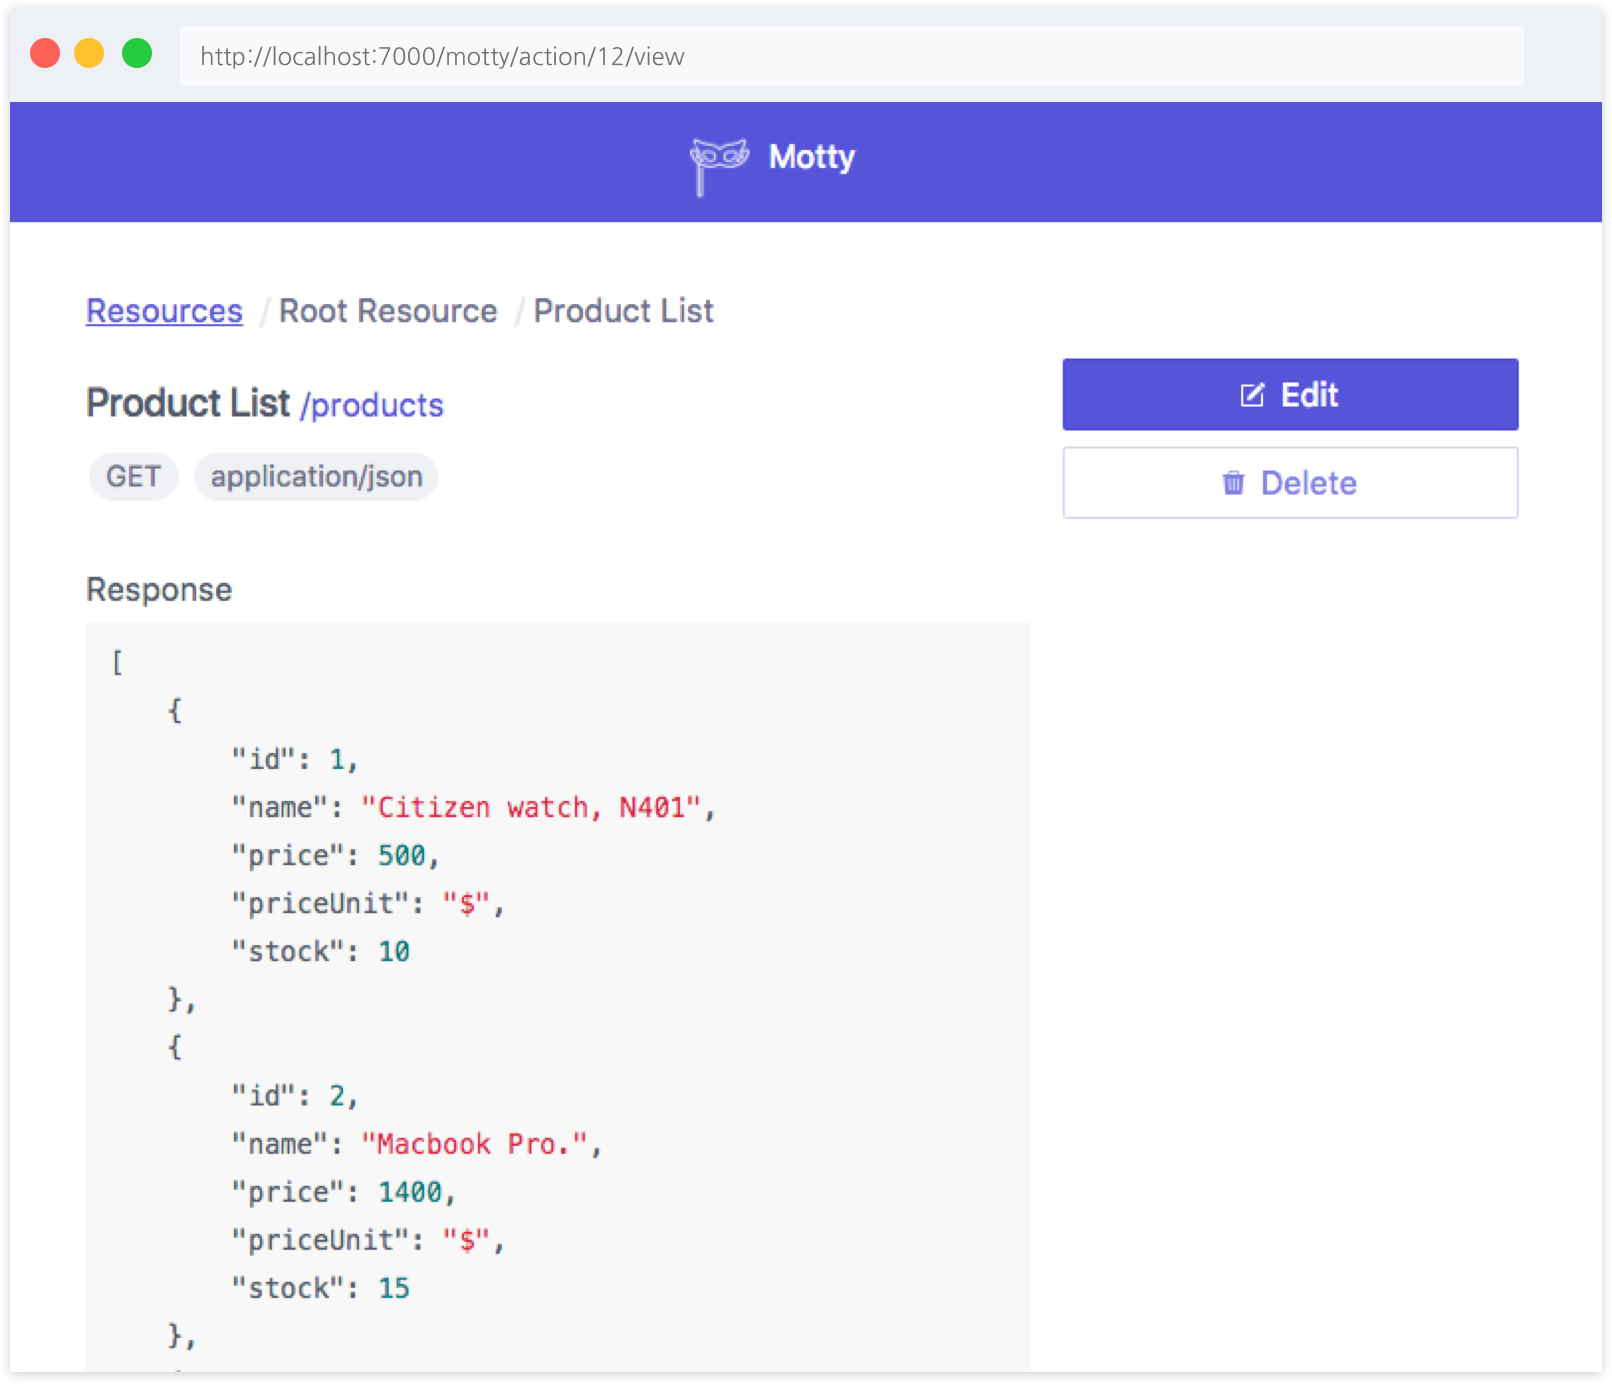 http://localhost:7000/motty/action/12/view
Motty
Resources / Root Resource / Product List
Product List /products
GET application/json
Edit
Delete
Response
[
    {
        "id": 1,
        "name": "Citizen watch, N401",
        "price": 500,
        "priceUnit": "$",
        "stock": 10
    },
    {
        "id": 2,
        "name": "Macbook Pro.",
        "price": 1400,
        "priceUnit": "$",
        "stock": 15
    },